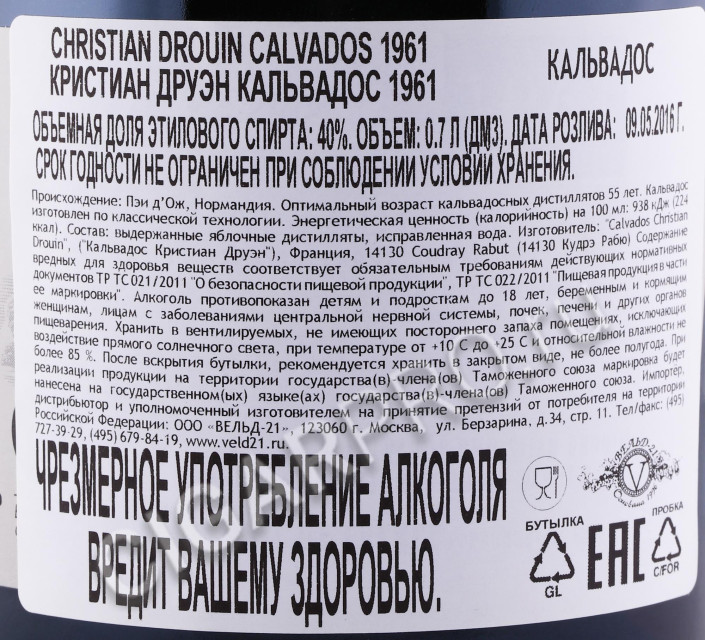 CHRISTIAN DROUIN CALVADOS 1961
КРИСТИАН ДРУЭН КАЛЬВАДОС 1961
КАЛЬВАДОС
ОБЪЕМНАЯ ДОЛЯ ЭТИЛОВОГО СПИРТА: 40%. ОБЪЕМ: 0.7 Л (ДМ3). ДАТА РОЗЛИВА: 09.05.2016 Г.
СРОК ГОДНОСТИ НЕ ОГРАНИЧЕН ПРИ СОБЛЮДЕНИИ УСЛОВИЙ ХРАНЕНИЯ.
Происхождение: Пэи д’Ож, Нормандия. Оптимальный возраст кальвадосных дистиллятов 55 лет. Кальвадос
изготовлен по классической технологии. Энергетическая ценность (калорийность) на 100 мл: 938 кДж (224
ккал). Состав: выдержанные яблочные дистилляты, исправленная вода. Изготовитель: "Calvados Christian
Drouin", ("Кальвадос Кристиан Друэн"), Франция, 14130 Coudray Rabut (14130 Кудрэ Рабю) Содержание
вредных для здоровья веществ соответствует обязательным требованиям действующих нормативных
документов ТР ТС 021/2011 "О безопасности пищевой продукции", ТР ТС 022/2011 "Пищевая продукция в части
ее маркировки". Алкоголь противопоказан детям и подросткам до 18 лет, беременным и кормящим
женщинам, лицам с заболеваниями центральной нервной системы, почек, печени и других органов
пищеварения. Хранить в вентилируемых, не имеющих постороннего запаха помещениях, исключающих
воздействие прямого солнечного света, при температуре от +10 до +25 С и относительной влажности не
более 85 %. После вскрытия бутылки, рекомендуется хранить в закрытом виде, не более полугода. При
реализации продукции на территории государства(в) члена(ов) Таможенного союза маркировка будет
нанесена на государственном(ых) языке(ах) государства(в)-члена(ов) Таможенного союза. Импортер,
дистрибьютор и уполномоченный изготовителем на принятие претензий от потребителя на территории
Российской Федерации: ООО «ВЕЛЬД-21», 123060 г. Москва, ул. Берзарина, д.34, стр. 11. Тел/факс: (495)
727-39-29, (495) 679-84-19, www.veld21.ru.
ЧРЕЗМЕРНОЕ УПОТРЕБЛЕНИЕ АЛКОГОЛЯ
ВРЕДИТ ВАШЕМУ ЗДОРОВЬЮ.
ВЕЛЬД-21
V
БУТЫЛКА
GL
EAC
ПРОБКА
C/FOR
CIGARPRO.ru